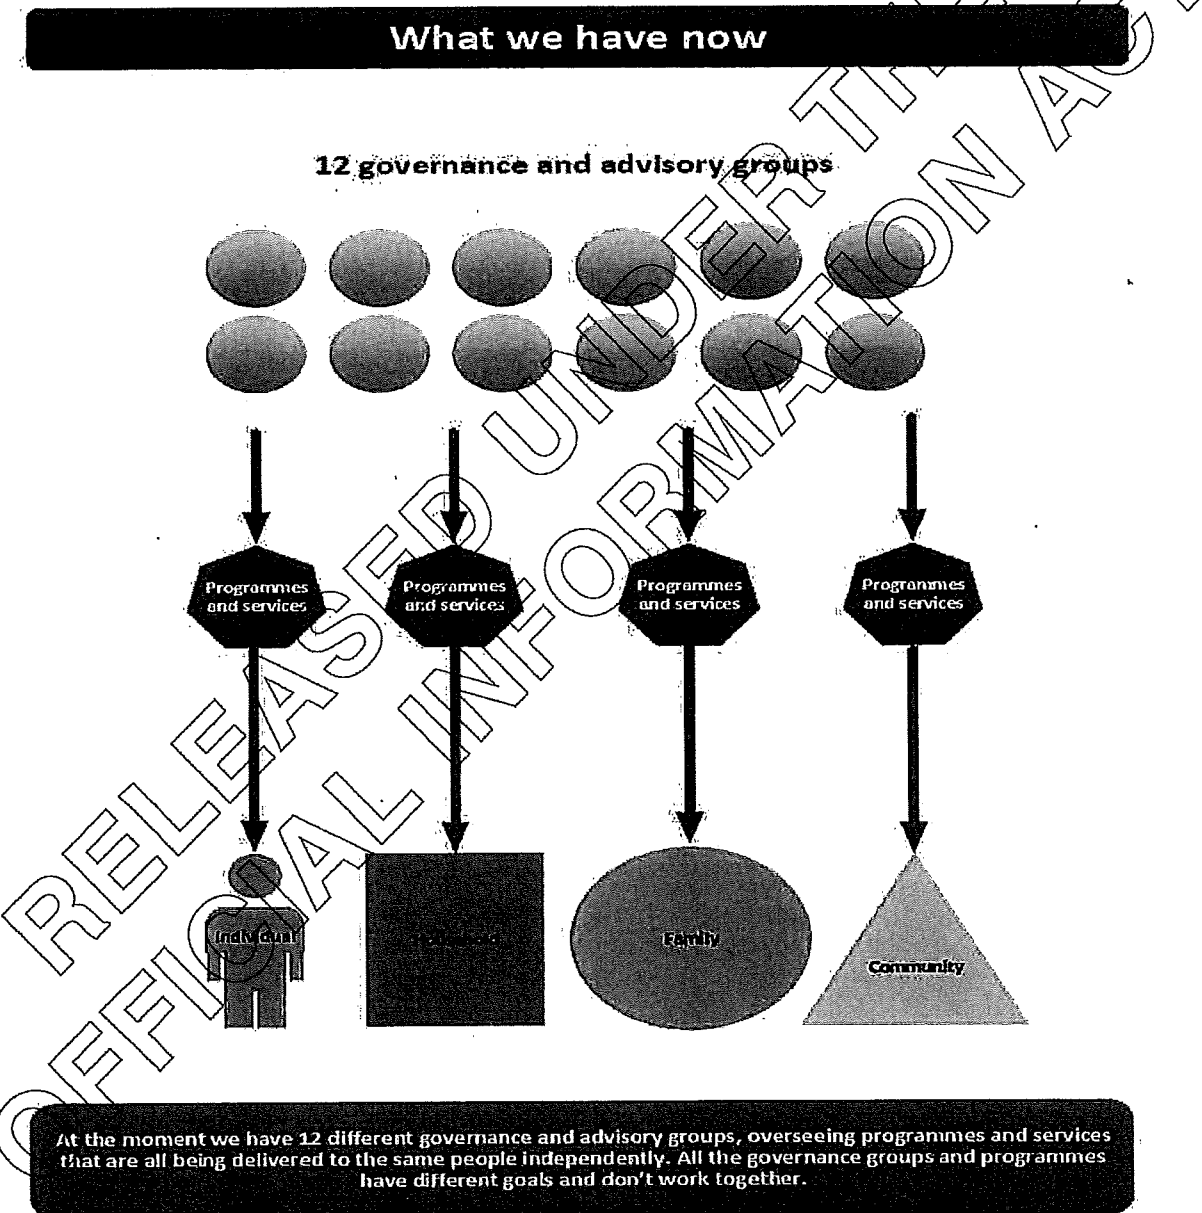 What we have now
12 governance and advisory groups
Programmes
and services
Programmes
and services
Programmes
and services
Programmes
and services
Individual
Household
Family
Community
At the moment we have 12 different governance and advisory groups, overseeing programmes and services
that are all being delivered to the same people independently. All the governance groups and programmes
have different goals and don't work together.
RELEASED UNDER THE
OFFICIAL INFORMATION ACT